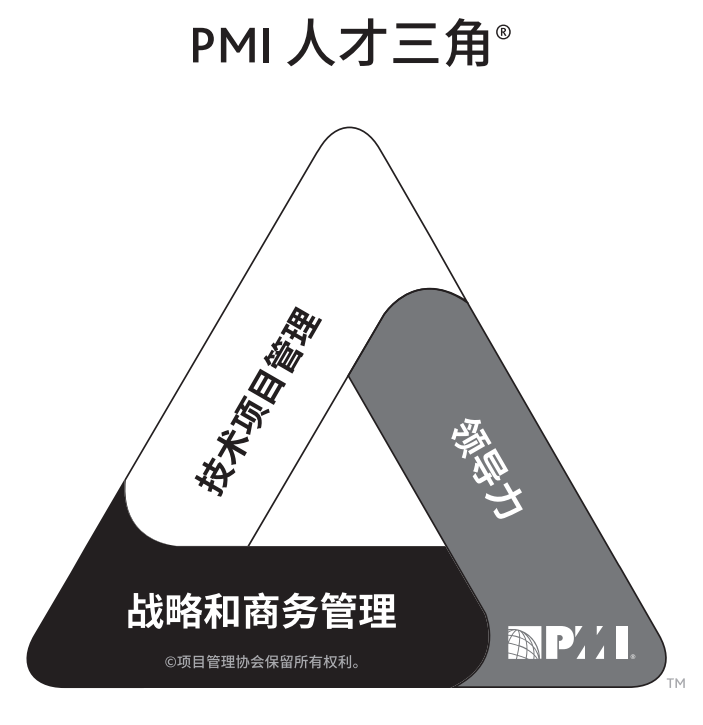 PMI 人才三角®
技术项目管理
领导力
战略和商务管理
©项目管理协会保留所有权利。
PMI®
TM